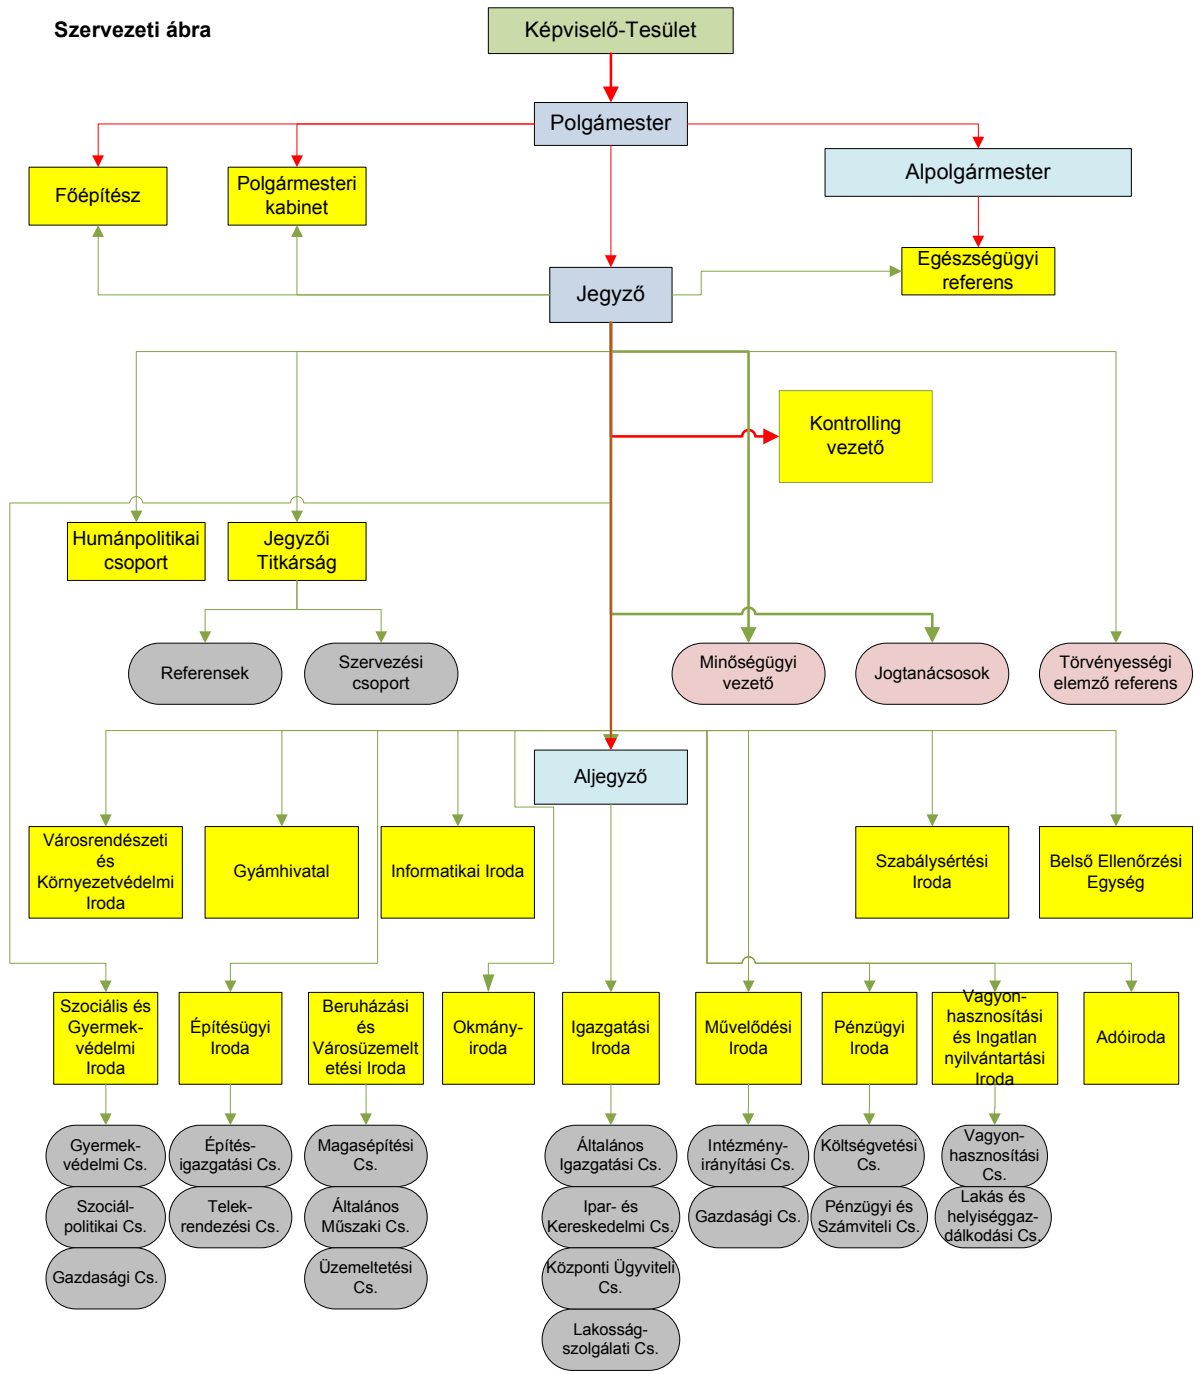 Szervezeti ábra
Képviselő-Tesület
Polgámester
Főépítész
Polgármesteri
kabinet
Alpolgármester
Egészségügyi
referens
Jegyző
Kontrolling
vezető
Humánpolitikai
csoport
Jegyzői
Titkárság
Referensek
Szervezési
csoport
Minőségügyi
vezető
Jogtanácsosok
Törvényességi
elemző referens
Aljegyző
Városrendészeti
és
Környezetvédelmi
Iroda
Gyámhivatal
Informatikai Iroda
Szabálysértési
Iroda
Belső Ellenőrzési
Egység
Szociális és
Gyermek-
védelmi
Iroda
Építésügyi
Iroda
Beruházási
és
Városüzemelt
tetési Iroda
Okmány-
iroda
Igazgatási
Iroda
Művelődési
Iroda
Pénzügyi
Iroda
Vagyon-
hasznosítási
és Ingatlan
nyilvántartási
Iroda
Adóiroda
Gyermek-
védelmi Cs.
Szociál-
politikai Cs.
Gazdasági Cs.
Építés-
igazgatási Cs.
Telek-
rendezési Cs.
Magasépítési
Cs.
Általános
Műszaki Cs.
Üzemeltetési
Cs.
Általános
Igazgatási Cs.
Ipar- és
Kereskedelmi Cs.
Központi Ügyviteli
Cs.
Lakosság-
szolgálati Cs.
Intézmény-
irányítási Cs.
Gazdasági Cs.
Költségvetési
Cs.
Pénzügyi és
Számviteli Cs.
Vagyon-
hasznosítási
Cs.
Lakás és
helyiséggaz-
dálkodási Cs.